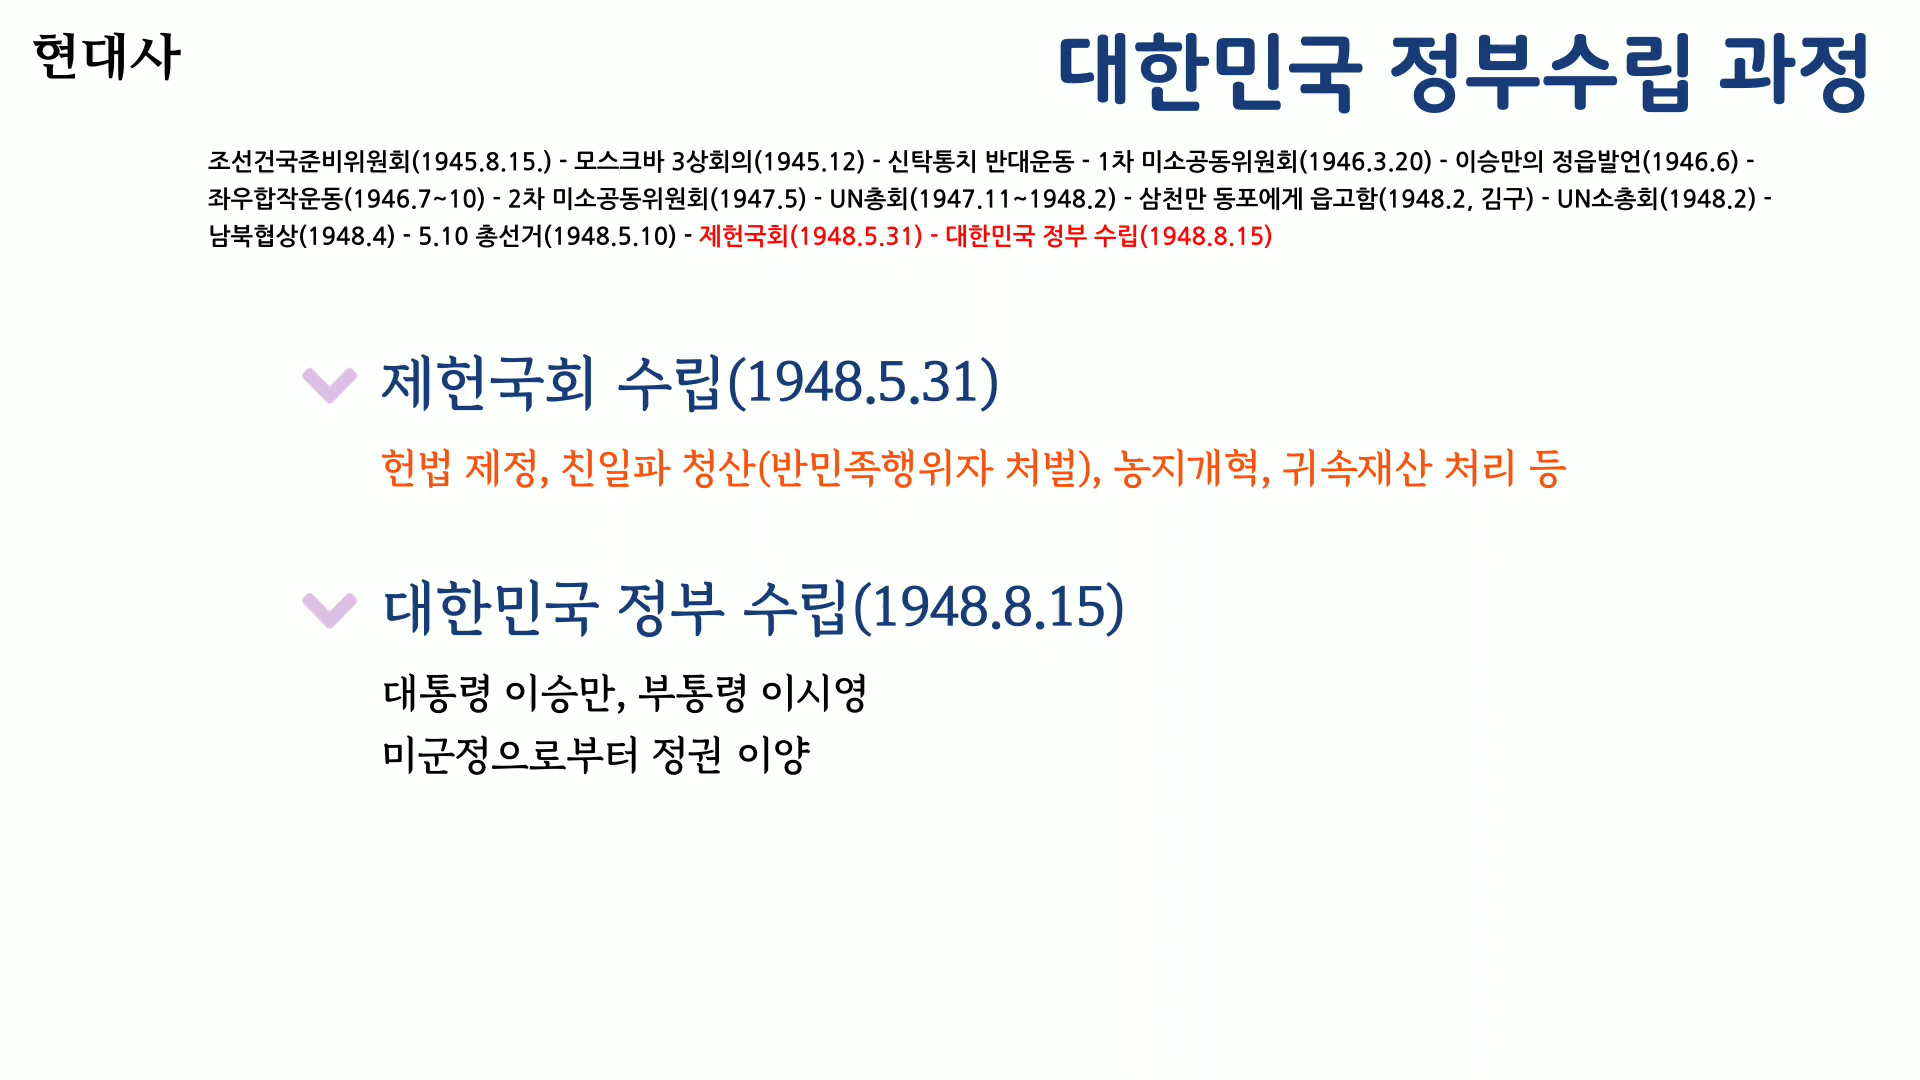 현대사
대한민국 정부수립 과정
조선건국준비위원회(1945.8.15.) - 모스크바 3상회의(1945.12) - 신탁통치 반대운동 - 1차 미소공동위원회(1946.3.20) - 이승만의 정읍발언(1946.6) -
좌우합작운동(1946.7~10) - 2차 미소공동위원회(1947.5) - UN총회(1947.11~1948.2) - 삼천만 동포에게 읍고함(1948.2, 김구) - UN소총회(1948.2) -
남북협상(1948.4) - 5.10 총선거(1948.5.10) - 제헌국회(1948.5.31) - 대한민국 정부 수립(1948.8.15)
제헌국회 수립(1948.5.31)
헌법 제정, 친일파 청산(반민족행위자 처벌), 농지개혁, 귀속재산 처리 등
대한민국 정부 수립(1948.8.15)
대통령 이승만, 부통령 이시영
미군정으로부터 정권 이양